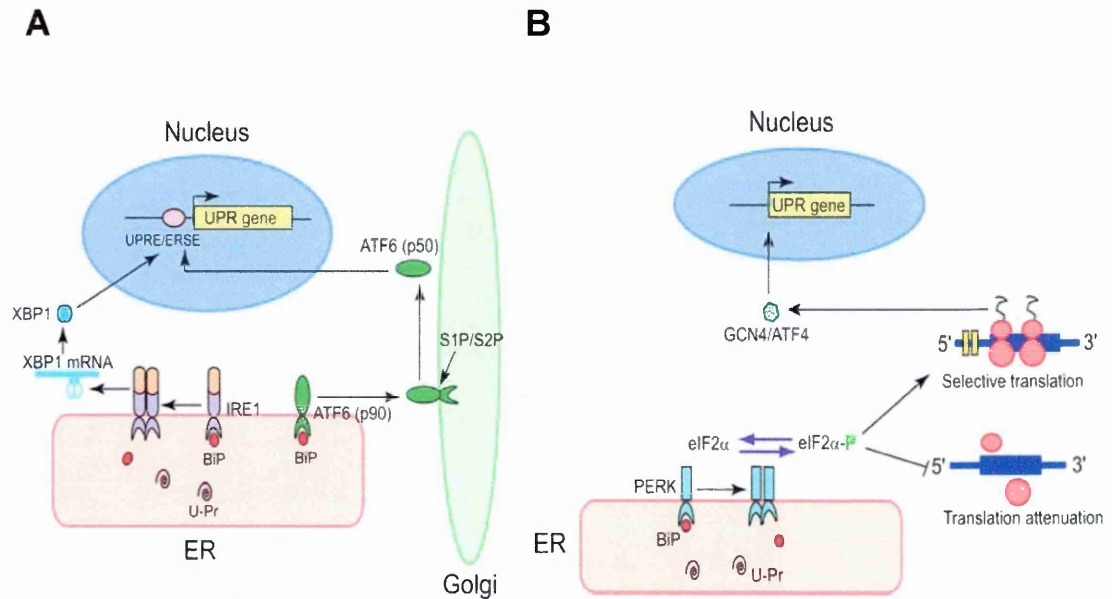 A
Nucleus
UPR gene
UPRE/ERSE
ATF6 (p50)
XBP1
S1P/S2P
XBP1 mRNA
IRE1
ATF6 (p90)
BiP
BiP
U-Pr
ER
Golgi
B
Nucleus
UPR gene
GCN4/ATF4
5' 3'
Selective translation
eIF2α eIF2α-P
5' 3'
PERK
Translation attenuation
BiP
ER
U-Pr